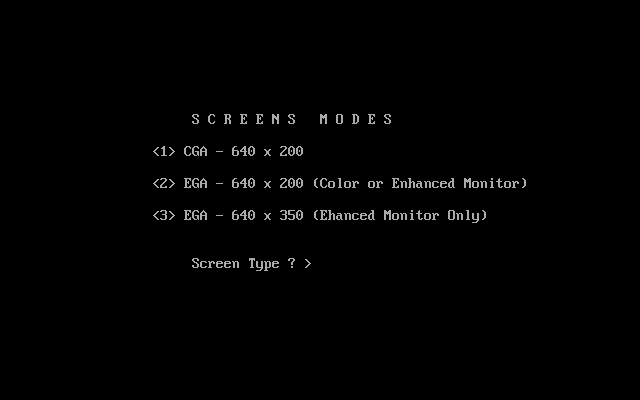 S C R E E N S   M O D E S
<1> CGA - 640 x 200
<2> EGA - 640 x 200 (Color or Enhanced Monitor)
<3> EGA - 640 x 350 (Ehanced Monitor Only)
Screen Type ? >